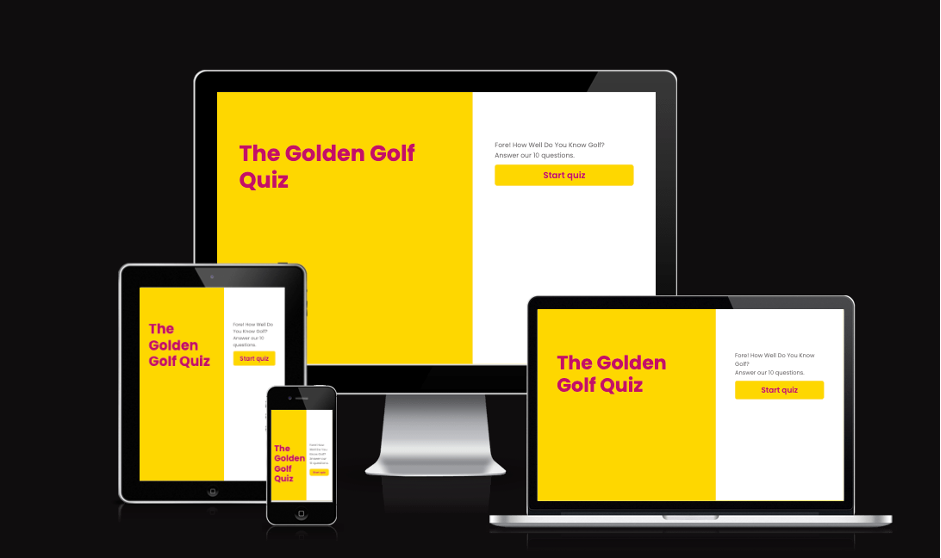 The Golden Golf
Quiz
Fore! How Well Do You Know Golf?
Answer our 10 questions.
Start quiz
The
Golden
Golf Quiz
Fore! How Well Do
You Know Golf?
Answer our 10
questions.
Start quiz
The
Golden
Golf
Quiz
Fore! How
Well Do You
Know Golf?
Answer our
10 questions.
Start quiz
The Golden
Golf Quiz
Fore! How Well Do You Know
Golf?
Answer our 10 questions.
Start quiz